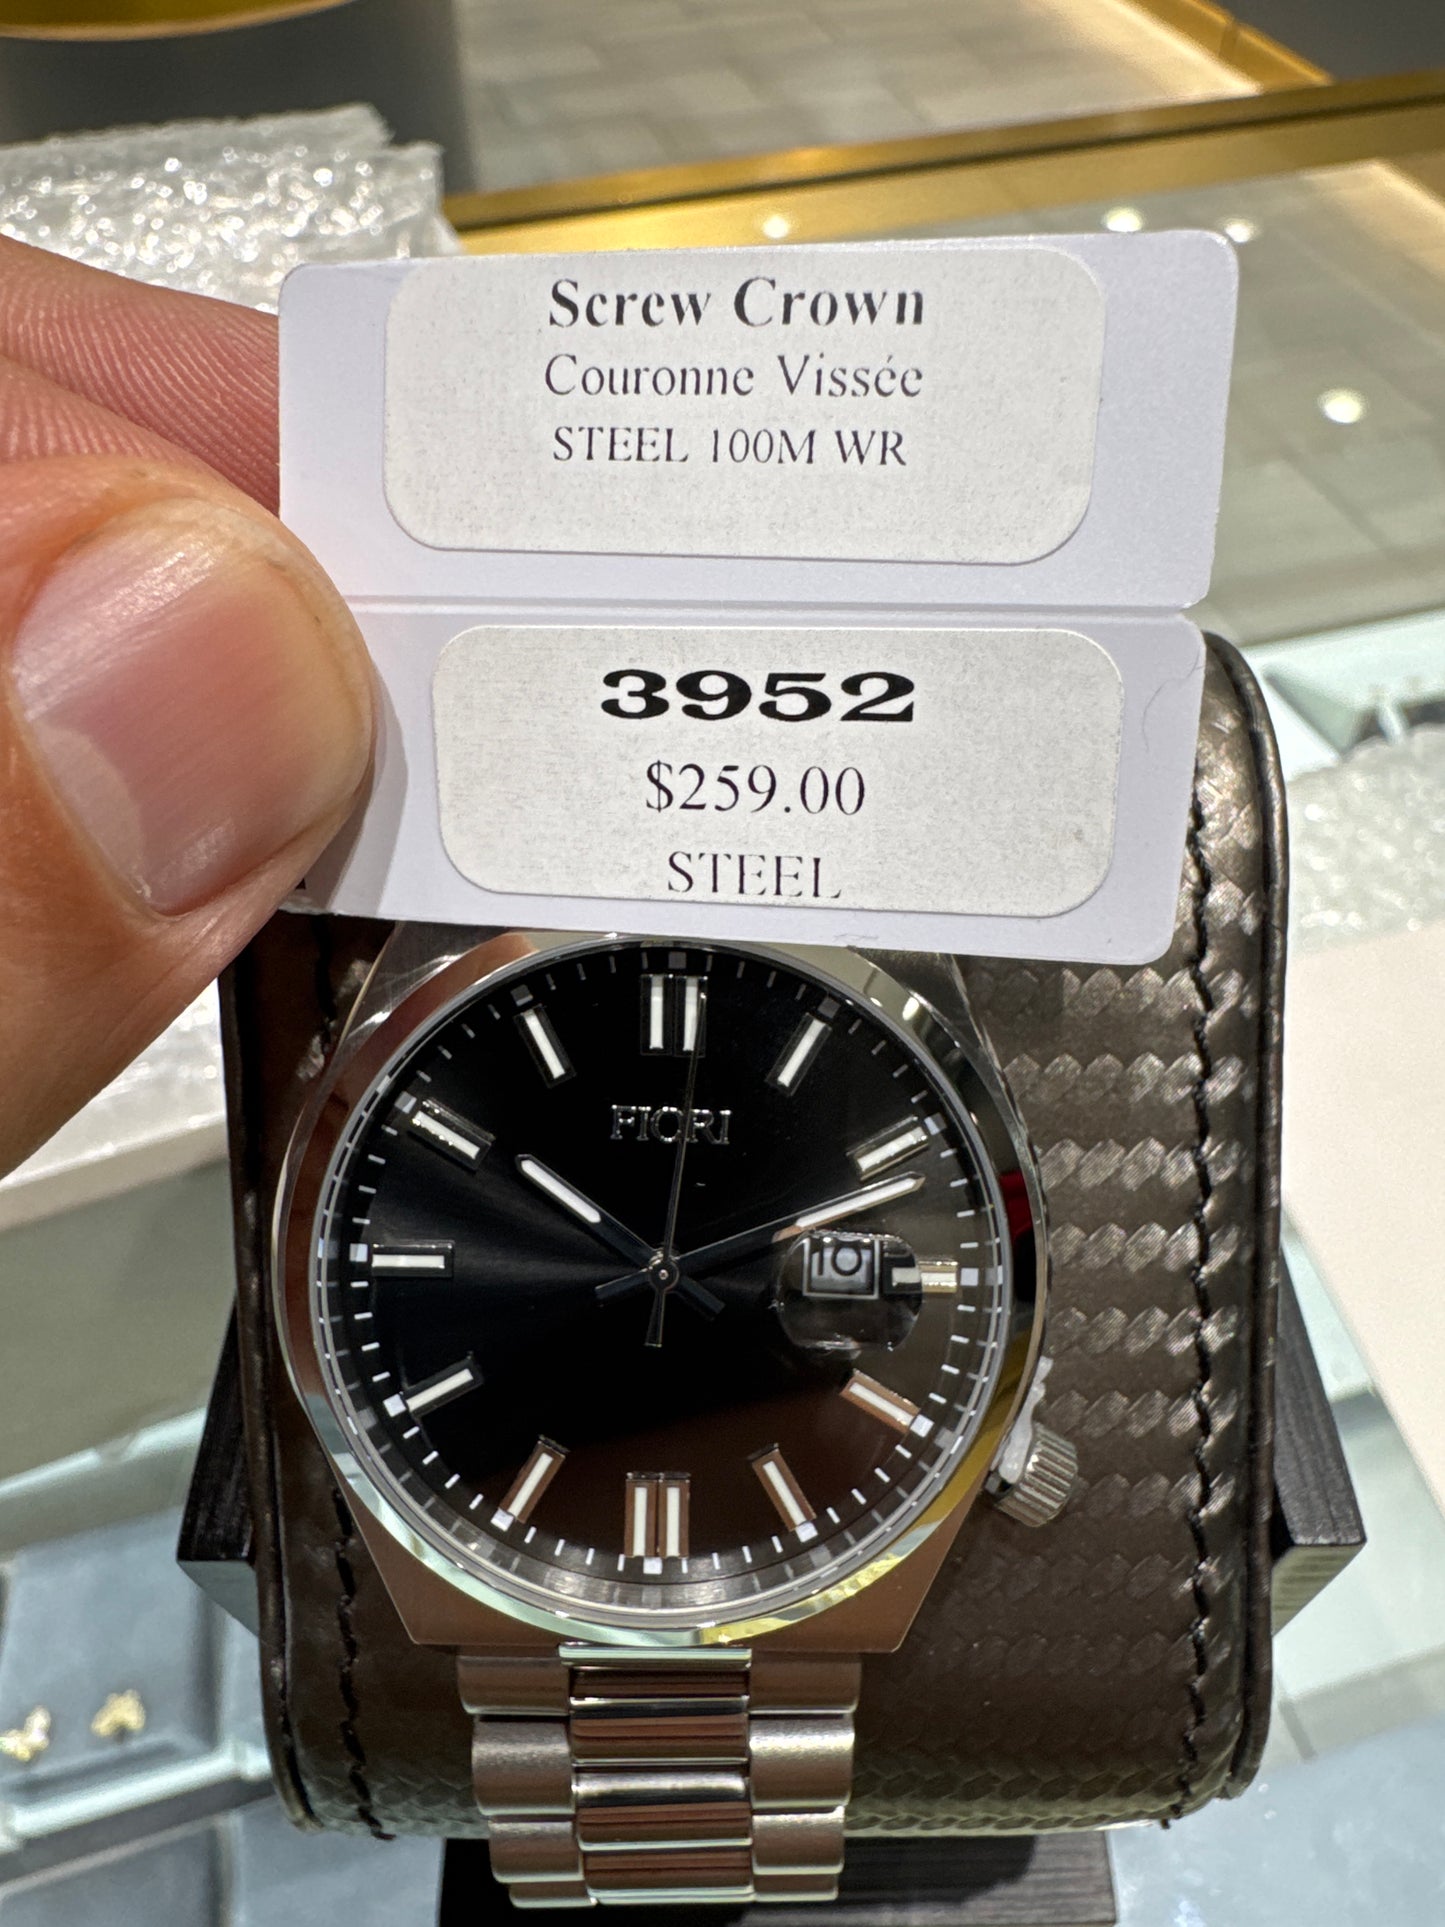 Screw Crown
Couronne Vissée
STEEL 100M WR
3952
$259.00
STEEL
FIORI
10